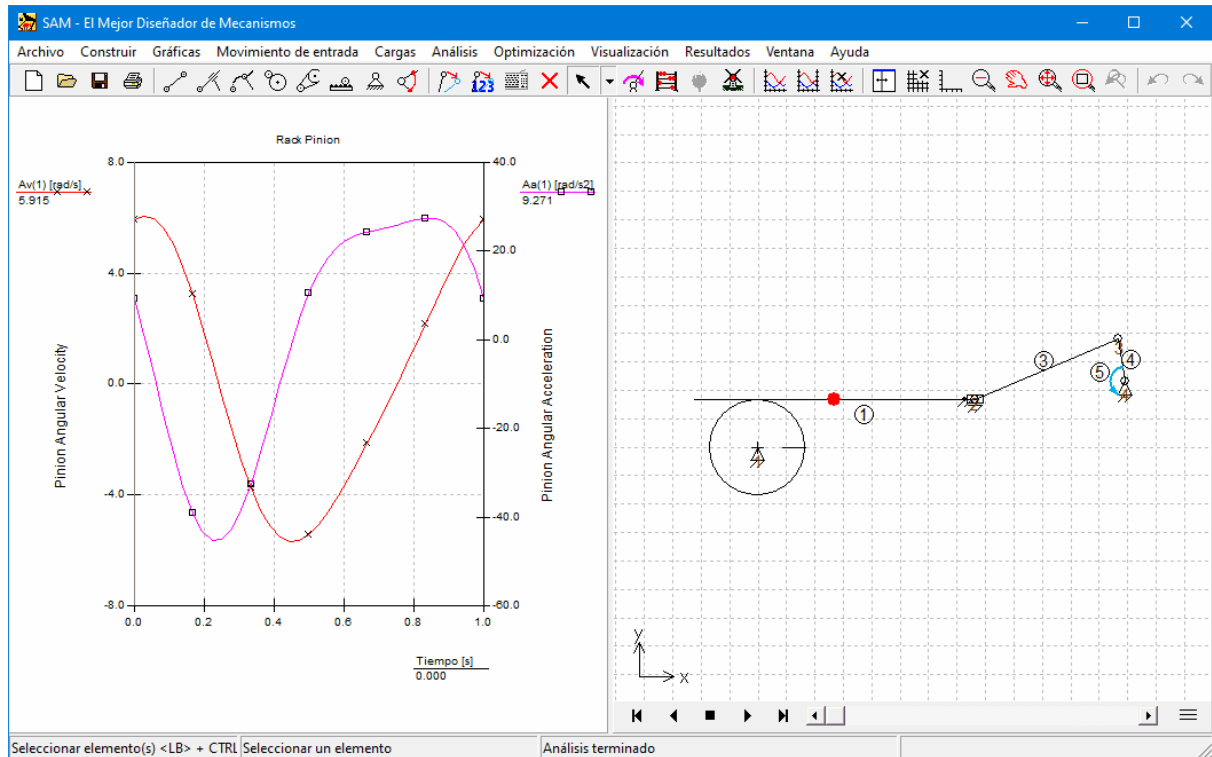 SAM - El Mejor Diseñador de Mecanismos
Archivo Construir Gráficas Movimiento de entrada Cargas Análisis Optimización Visualización Resultados Ventana Ayuda
123
Rack Pinion
Av(1) [rad/s]
5.915
Aa(1) [rad/s2]
9.271
8.0
4.0
0.0
-4.0
-8.0
Pinion Angular Velocity
40.0
20.0
0.0
-20.0
-40.0
-60.0
Pinion Angular Acceleration
0.0 0.2 0.4 0.6 0.8 1.0
Tiempo [s]
0.000
3
3
4
5
1
y
x
Seleccionar elemento(s) <LB> + CTRL
Seleccionar un elemento
Análisis terminado